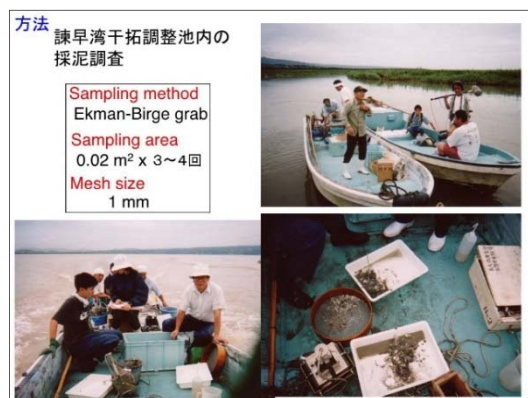 方法
諫早湾干拓調整池内の
採泥調査
Sampling method
Ekman-Birge grab
Sampling area
0.02 m² x 3～4回
Mesh size
1 mm